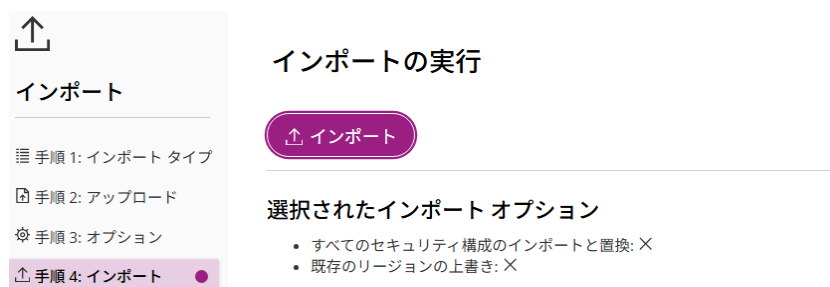 インポート
手順 1: インポート タイプ
手順 2: アップロード
手順 3: オプション
手順 4: インポート
インポートの実行
インポート
選択されたインポート オプション
• すべてのセキュリティ構成のインポートと置換: ✕
• 既存のリージョンの上書き: ✕